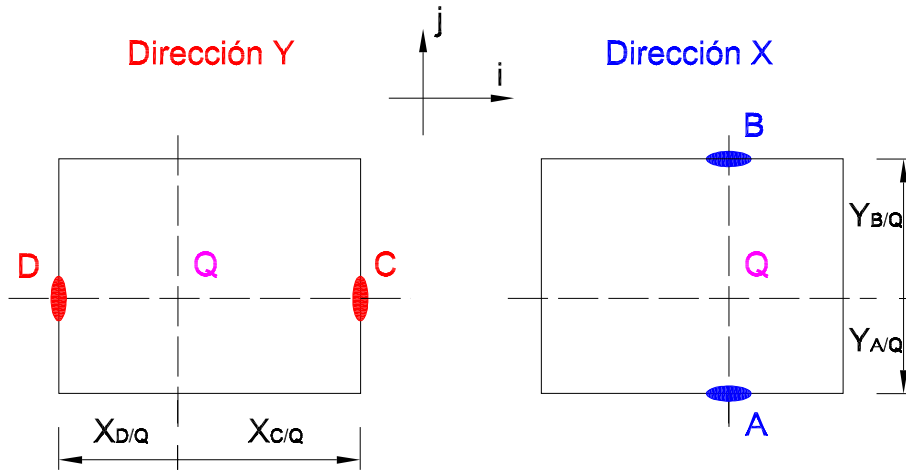 j
Dirección Y
Dirección X
i
B
D
Q
C
Q
YB/Q
YA/Q
XD/Q
XC/Q
A